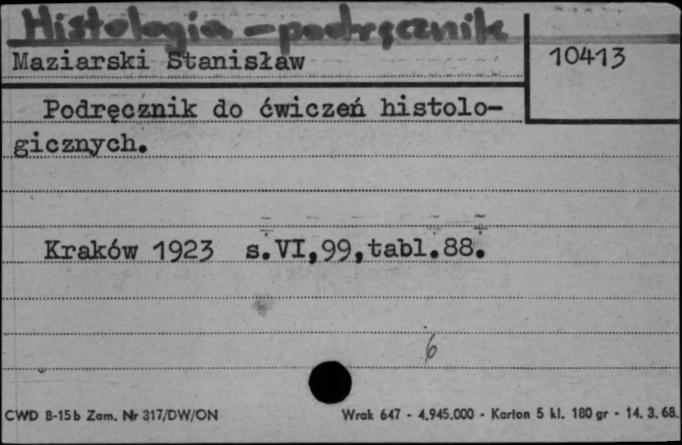 Histologia - podręcznik
Maziarski Stanisław
10413
Podręcznik do ćwiczeń histolo-
gicznych.
Kraków 1923 s.VI,99,tabl.88.
6
CWD B-15b Zam. Nr 317/DW/ON
Wrak 647 - 4.945.000 - Karton 5 kl. 180 gr - 14. 3. 68.